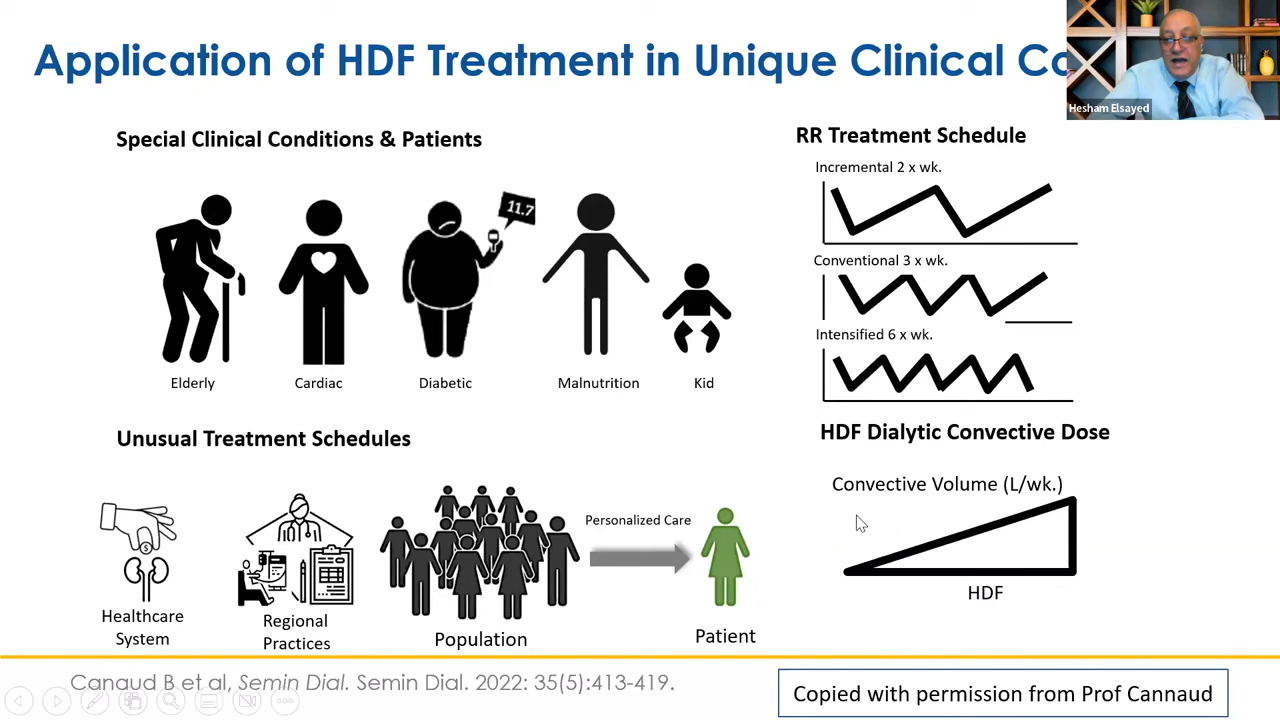 Application of HDF Treatment in Unique Clinical
Hesham Elsayed
Special Clinical Conditions & Patients
11.7
Elderly
Cardiac
Diabetic
Malnutrition
Kid
RR Treatment Schedule
Incremental 2 x wk.
Conventional 3 x wk.
Intensified 6 x wk.
Unusual Treatment Schedules
Healthcare
System
Regional
Practices
Population
Personalized Care
Patient
HDF Dialytic Convective Dose
Convective Volume (L/wk.)
HDF
Canaud B et al, Semin Dial. Semin Dial. 2022: 35(5):413-419.
Copied with permission from Prof Cannaud